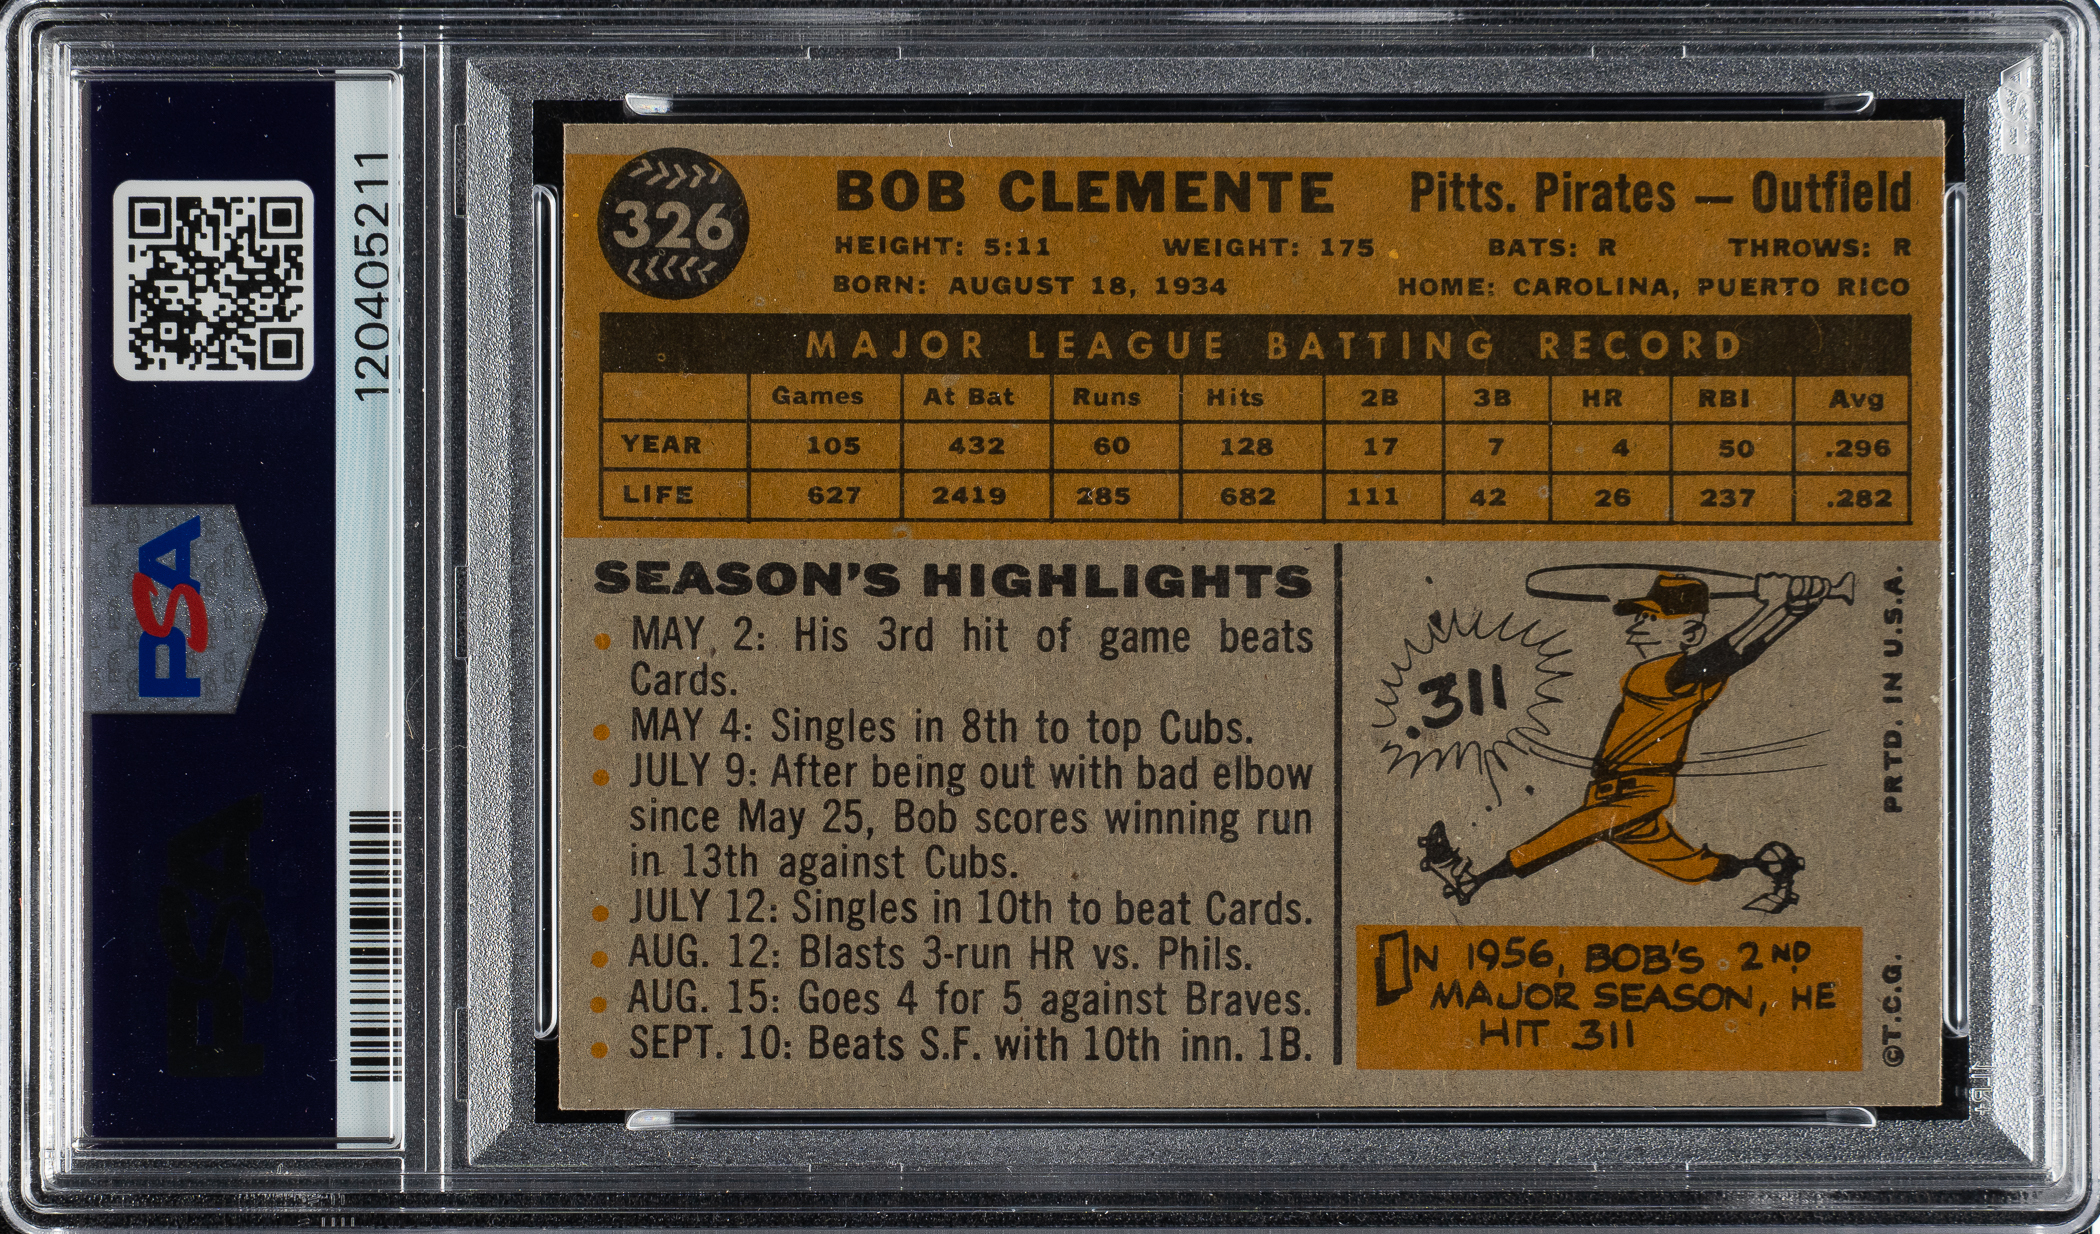 120405211
PSA
PSA
326
BOB CLEMENTE Pitts. Pirates — Outfield
HEIGHT: 5:11 WEIGHT: 175 BATS: R THROWS: R
BORN: AUGUST 18, 1934 HOME: CAROLINA, PUERTO RICO
MAJOR LEAGUE BATTING RECORD
Games At Bat Runs Hits 2B 3B HR RBI Avg
YEAR 105 432 60 128 17 7 4 50 .296
LIFE 627 2419 285 682 111 42 26 237 .282
SEASON'S HIGHLIGHTS
MAY 2: His 3rd hit of game beats
Cards.
MAY 4: Singles in 8th to top Cubs.
JULY 9: After being out with bad elbow
since May 25, Bob scores winning run
in 13th against Cubs.
JULY 12: Singles in 10th to beat Cards.
AUG. 12: Blasts 3-run HR vs. Phils.
AUG. 15: Goes 4 for 5 against Braves.
SEPT. 10: Beats S.F. with 10th inn. 1B.
.311
IN 1956, BOB'S 2ND
MAJOR SEASON, HE
HIT 311
©T.C.G. PRTD. IN U.S.A.